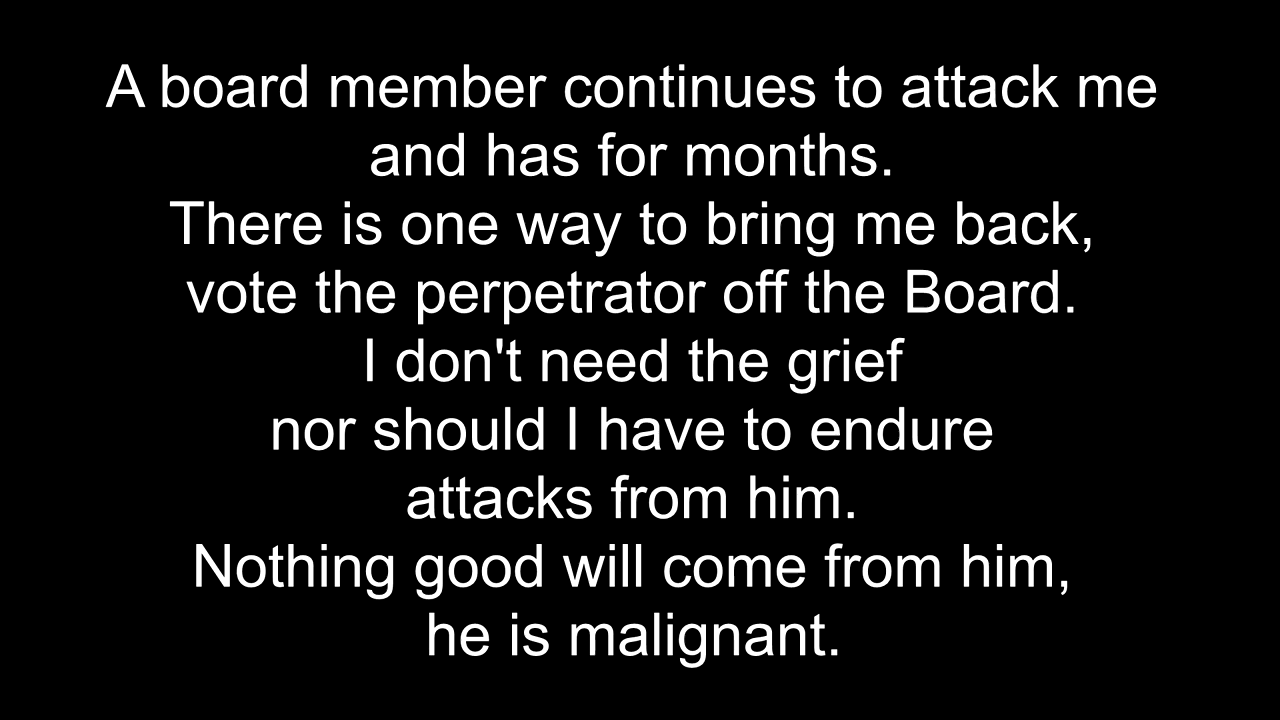 A board member continues to attack me
and has for months.
There is one way to bring me back,
vote the perpetrator off the Board.
I don't need the grief
nor should I have to endure
attacks from him.
Nothing good will come from him,
he is malignant.